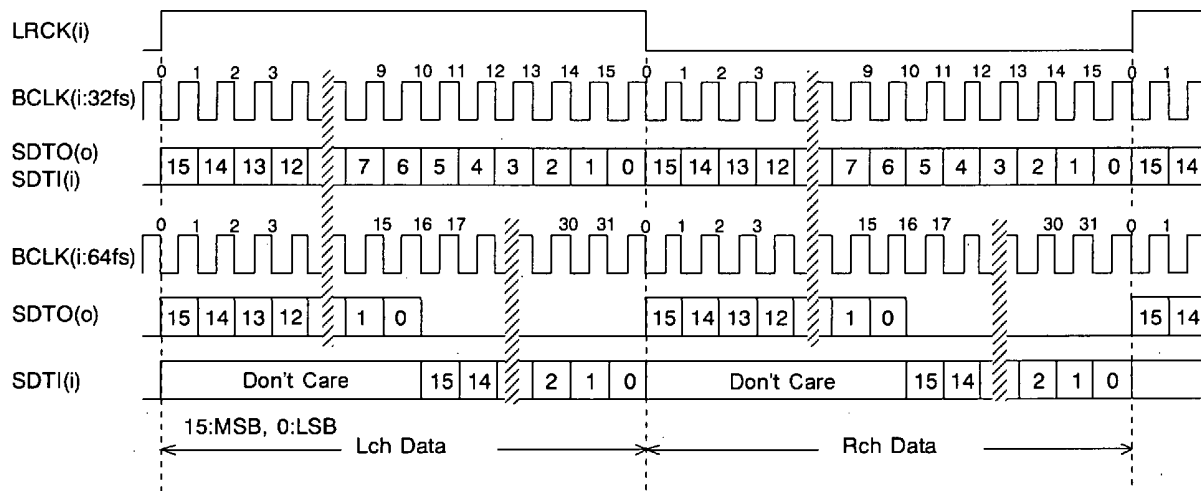 LRCK(i)
0 1 2 3 9 10 11 12 13 14 15 0 1 2 3 9 10 11 12 13 14 15 0 1
BCLK(i:32fs)
SDTO(o)
SDTI(i)
15 14 13 12 7 6 5 4 3 2 1 0 15 14 13 12 7 6 5 4 3 2 1 0 15 14
0 1 2 3 15 16 17 30 31 0 1 2 3 15 16 17 30 31 0 1
BCLK(i:64fs)
SDTO(o) 15 14 13 12 1 0 15 14 13 12 1 0 15 14
SDTI(i) Don't Care 15 14 2 1 0 Don't Care 15 14 2 1 0
15:MSB, 0:LSB
Lch Data Rch Data